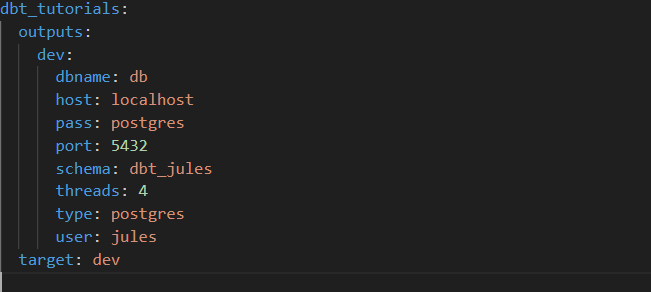 dbt_tutorials:
  outputs:
    dev:
      dbname: db
      host: localhost
      pass: postgres
      port: 5432
      schema: dbt_jules
      threads: 4
      type: postgres
      user: jules
  target: dev